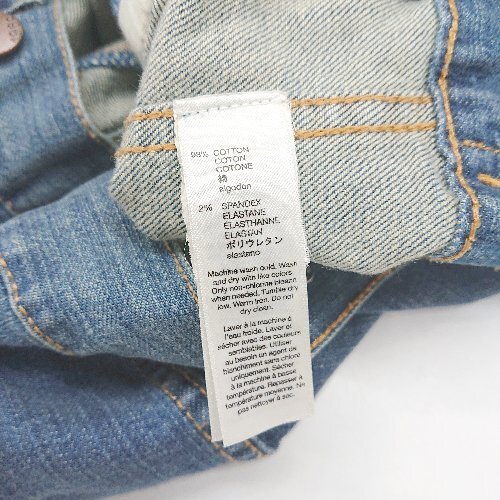 98% COTTON
COTON
COTONE
綿
algodon
2% SPANDEX
ELASTANE
ÉLASTHANNE
ELASTAN
ポリウレタン
elastano
Machine wash cold. Wash
and dry with like colors.
Only non-chlorine bleach
when needed. Tumble dry
low. Warm iron. Do not
dry clean.
Laver à la machine à
l'eau froide. Laver et
sécher avec des couleurs
semblables. Utiliser
au besoin un agent de
blanchiment sans chlore
uniquement. Sécher
à la machine à basse
température. Repasser à
température moyenne. Ne
pas nettoyer à sec.